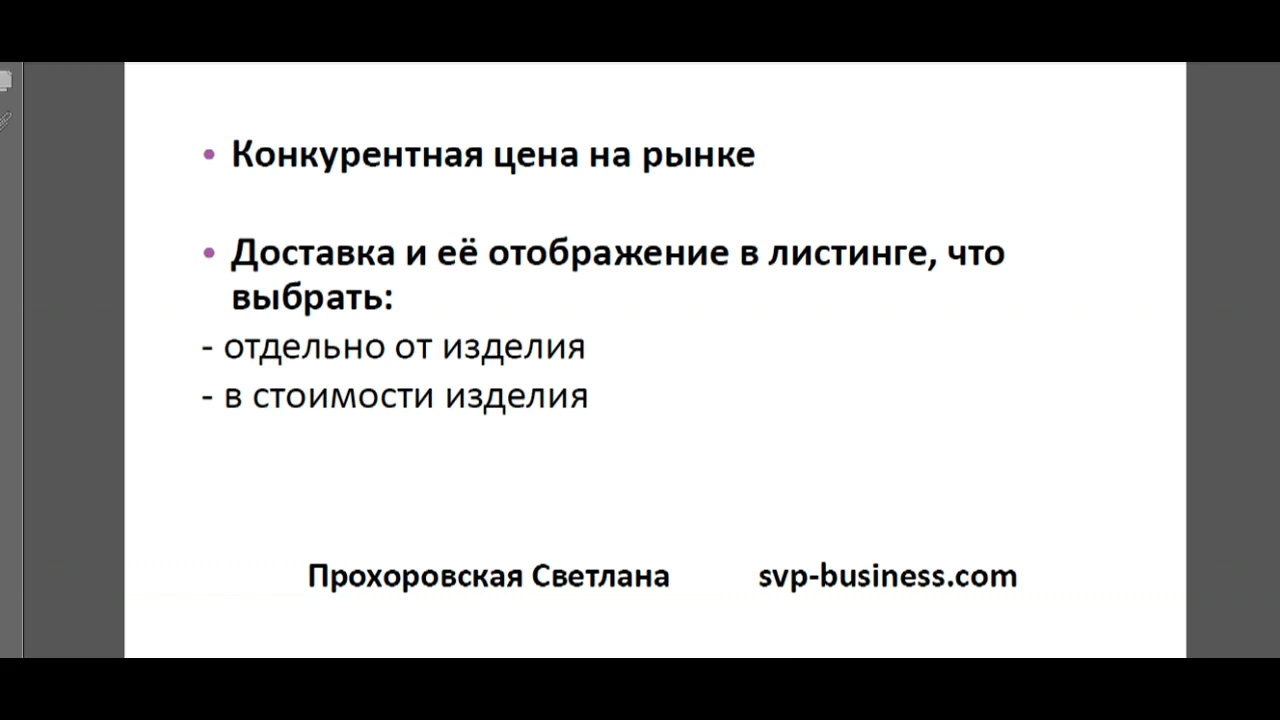 • Конкурентная цена на рынке
• Доставка и её отображение в листинге, что
выбрать:
- отдельно от изделия
- в стоимости изделия
Прохоровская Светлана svp-business.com